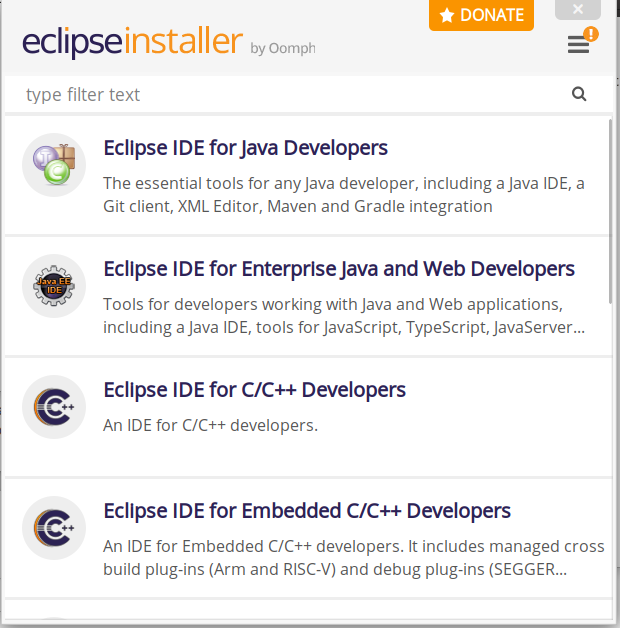 DONATE
eclipseinstaller by Oomph
type filter text
Eclipse IDE for Java Developers
The essential tools for any Java developer, including a Java IDE, a
Git client, XML Editor, Maven and Gradle integration
Java EE
IDE
Eclipse IDE for Enterprise Java and Web Developers
Tools for developers working with Java and Web applications,
including a Java IDE, tools for JavaScript, TypeScript, JavaServer...
C++
Eclipse IDE for C/C++ Developers
An IDE for C/C++ developers.
C++
Eclipse IDE for Embedded C/C++ Developers
An IDE for Embedded C/C++ developers. It includes managed cross
build plug-ins (Arm and RISC-V) and debug plug-ins (SEGGER...